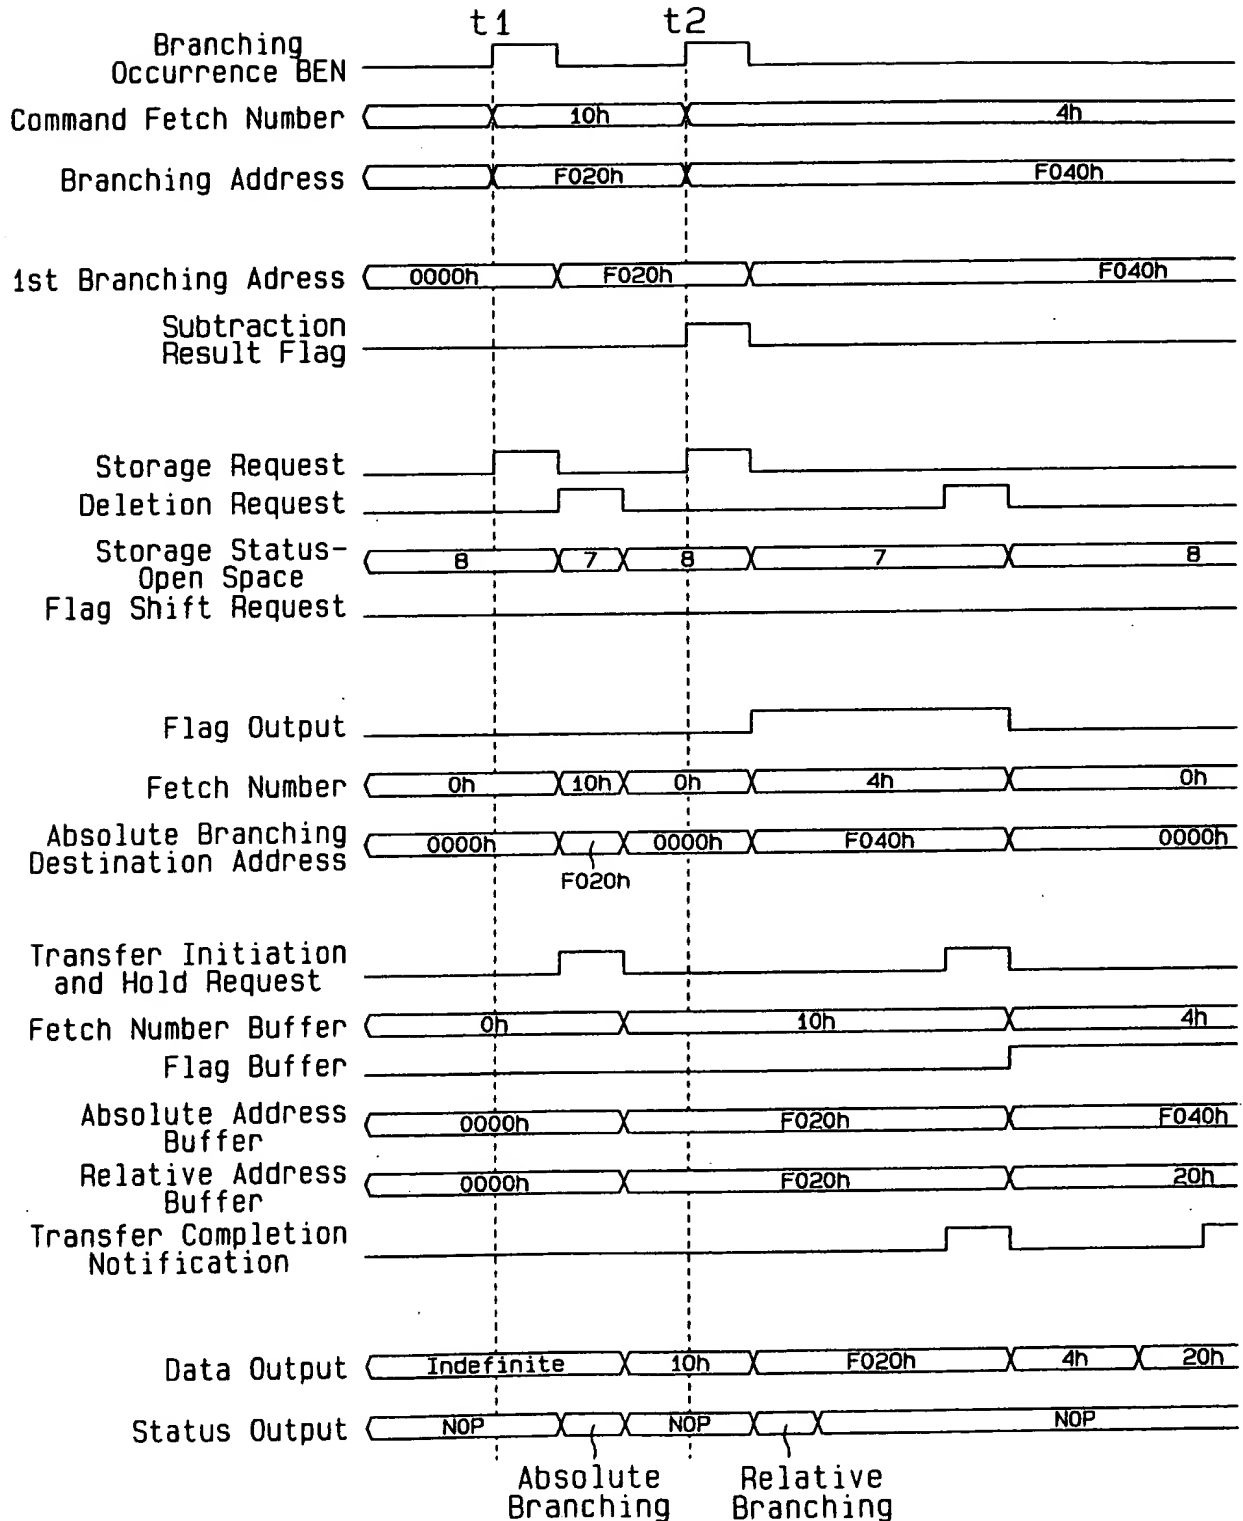 t1 t2
Branching
Occurrence BEN
Command Fetch Number 10h 4h
Branching Address F020h F040h
1st Branching Adress 0000h F020h F040h
Subtraction
Result Flag
Storage Request
Deletion Request
Storage Status-
Open Space 8 7 8 7 8
Flag Shift Request
Flag Output
Fetch Number 0h 10h 0h 4h 0h
Absolute Branching
Destination Address 0000h 0000h F040h 0000h
F020h
Transfer Initiation
and Hold Request
Fetch Number Buffer 0h 10h 4h
Flag Buffer
Absolute Address
Buffer 0000h F020h F040h
Relative Address
Buffer 0000h F020h 20h
Transfer Completion
Notification
Data Output Indefinite 10h F020h 4h 20h
Status Output NOP NOP NOP
Absolute Relative
Branching Branching